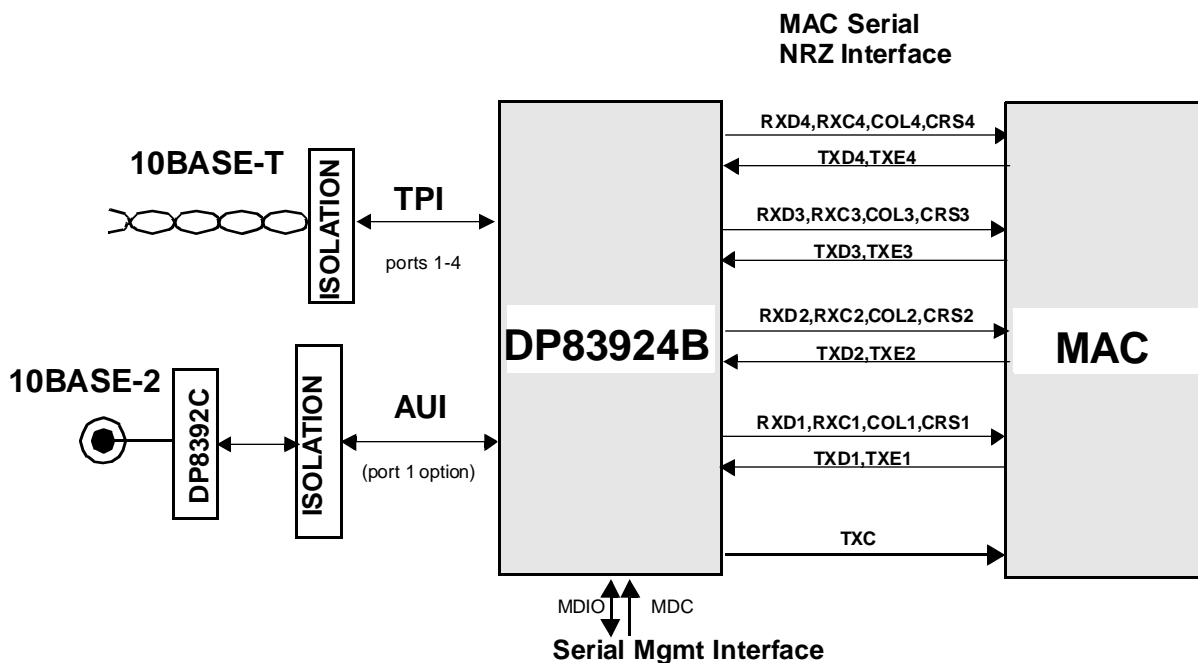 MAC Serial
NRZ Interface
RXD4,RXC4,COL4,CRS4
TXD4,TXE4
10BASE-T
ISOLATION
TPI
ports 1-4
RXD3,RXC3,COL3,CRS3
TXD3,TXE3
DP83924B
RXD2,RXC2,COL2,CRS2
TXD2,TXE2
MAC
10BASE-2
DP8392C
ISOLATION
AUI
(port 1 option)
RXD1,RXC1,COL1,CRS1
TXD1,TXE1
TXC
MDIO
MDC
Serial Mgmt Interface